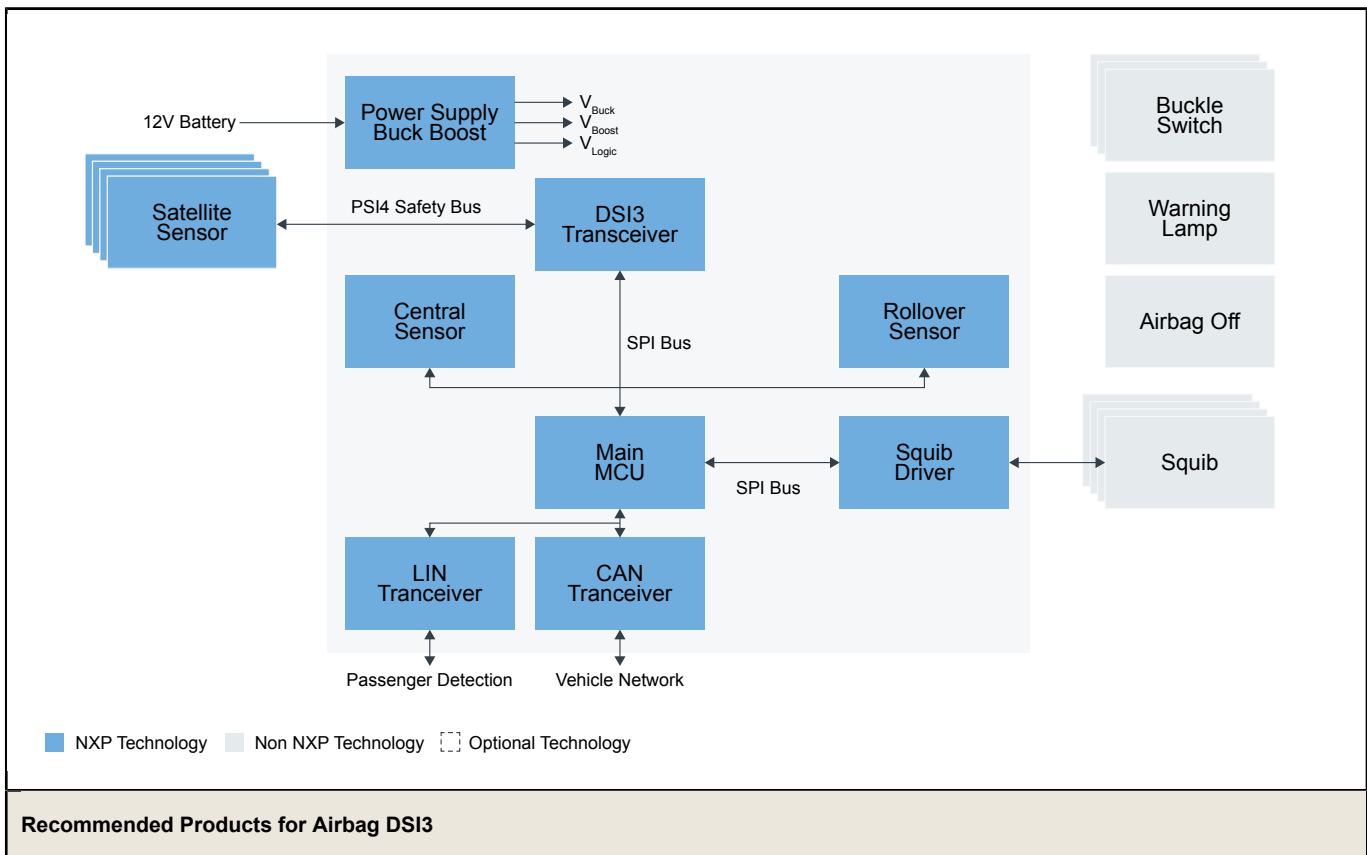 Power Supply
Buck Boost
12V Battery
VBuck
VBoost
VLogic
Buckle
Switch
Satellite
Sensor
PSI4 Safety Bus
DSI3
Transceiver
Warning
Lamp
Central
Sensor
SPI Bus
Rollover
Sensor
Airbag Off
Main
MCU
SPI Bus
Squib
Driver
Squib
LIN
Tranceiver
CAN
Tranceiver
Passenger Detection
Vehicle Network
NXP Technology
Non NXP Technology
Optional Technology
Recommended Products for Airbag DSI3